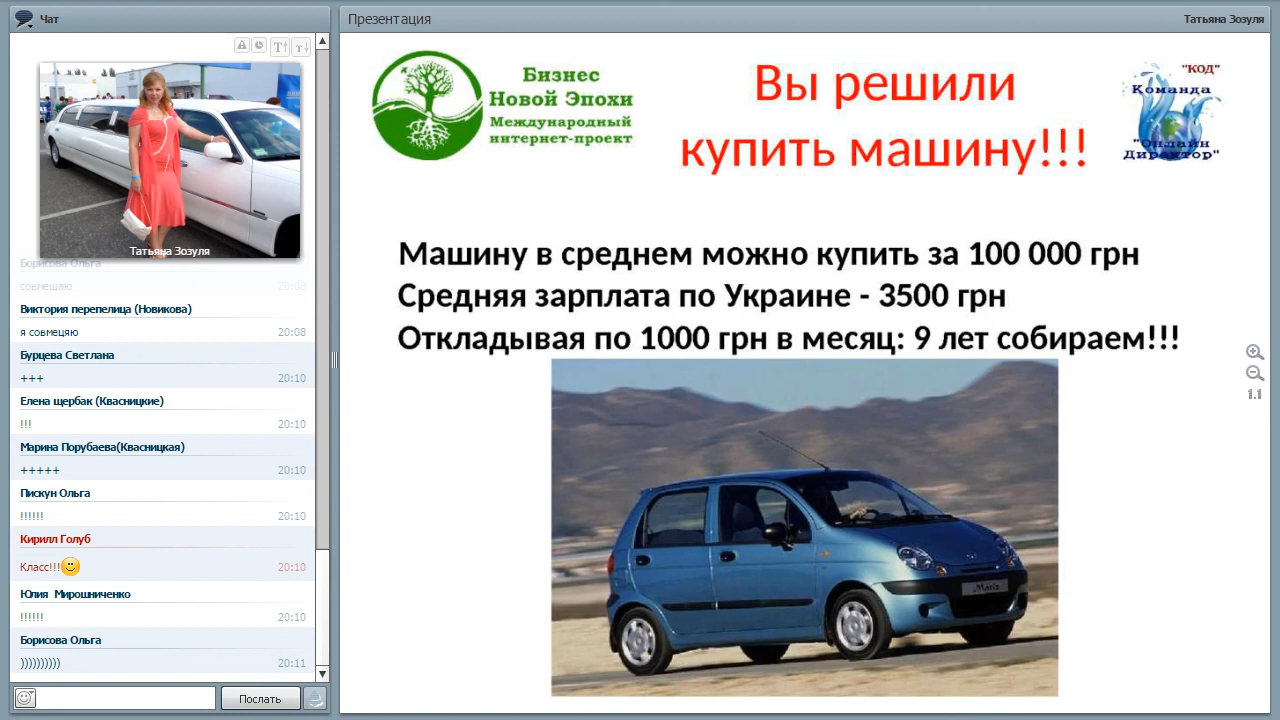 Чат
Татьяна Зозуля
Борисова Ольга
совмещаю 20:08
Виктория перепелица (Новикова)
я совмецяю 20:08
Бурцева Светлана
+++ 20:10
Елена щербак (Квасницкие)
!!! 20:10
Марина Порубаева(Квасницкая)
+++++ 20:10
Пискун Ольга
!!!!!! 20:10
Кирилл Голуб
Класс!!! 20:10
Юлия Мирошниченко
!!!!!! 20:10
Борисова Ольга
)))))))))) 20:11
Послать
Презентация
Татьяна Зозуля
Бизнес
Новой Эпохи
Международный
интернет-проект
Вы решили
купить машину!!!
"КОД"
Команда
"Онлайн
Директор"
Машину в среднем можно купить за 100 000 грн
Средняя зарплата по Украине - 3500 грн
Откладывая по 1000 грн в месяц: 9 лет собираем!!!
Matiz
1.1